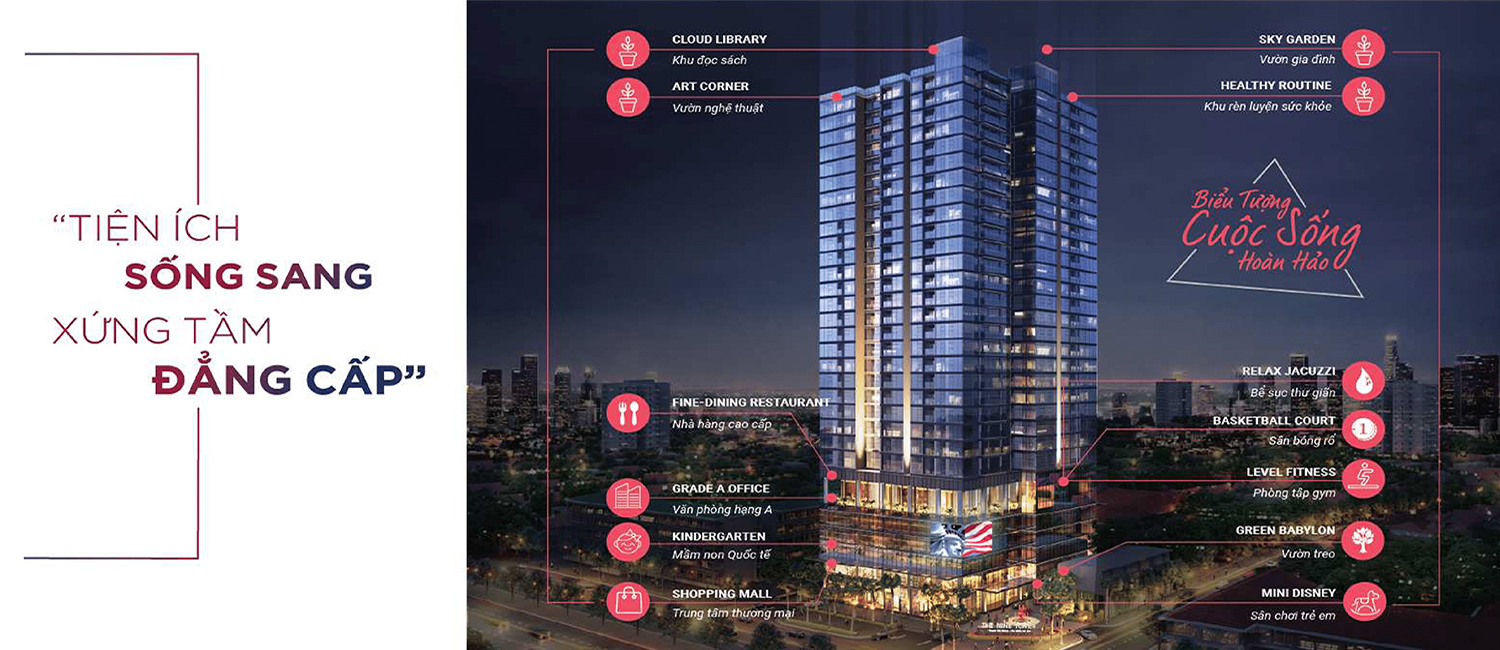 “TIỆN ÍCH
SỐNG SANG
XỨNG TẦM
ĐẲNG CẤP”
CLOUD LIBRARY
Khu đọc sách
ART CORNER
Vườn nghệ thuật
FINE-DINING RESTAURANT
Nhà hàng cao cấp
GRADE A OFFICE
Văn phòng hạng A
KINDERGARTEN
Mầm non Quốc tế
SHOPPING MALL
Trung tâm thương mại
SKY GARDEN
Vườn gia đình
HEALTHY ROUTINE
Khu rèn luyện sức khỏe
Biểu Tượng
Cuộc Sống
Hoàn Hảo
RELAX JACUZZI
Bể sục thư giãn
BASKETBALL COURT
1
Sân bóng rổ
LEVEL FITNESS
Phòng tập gym
GREEN BABYLON
Vườn treo
MINI DISNEY
Sân chơi trẻ em
THE NINE TOWER